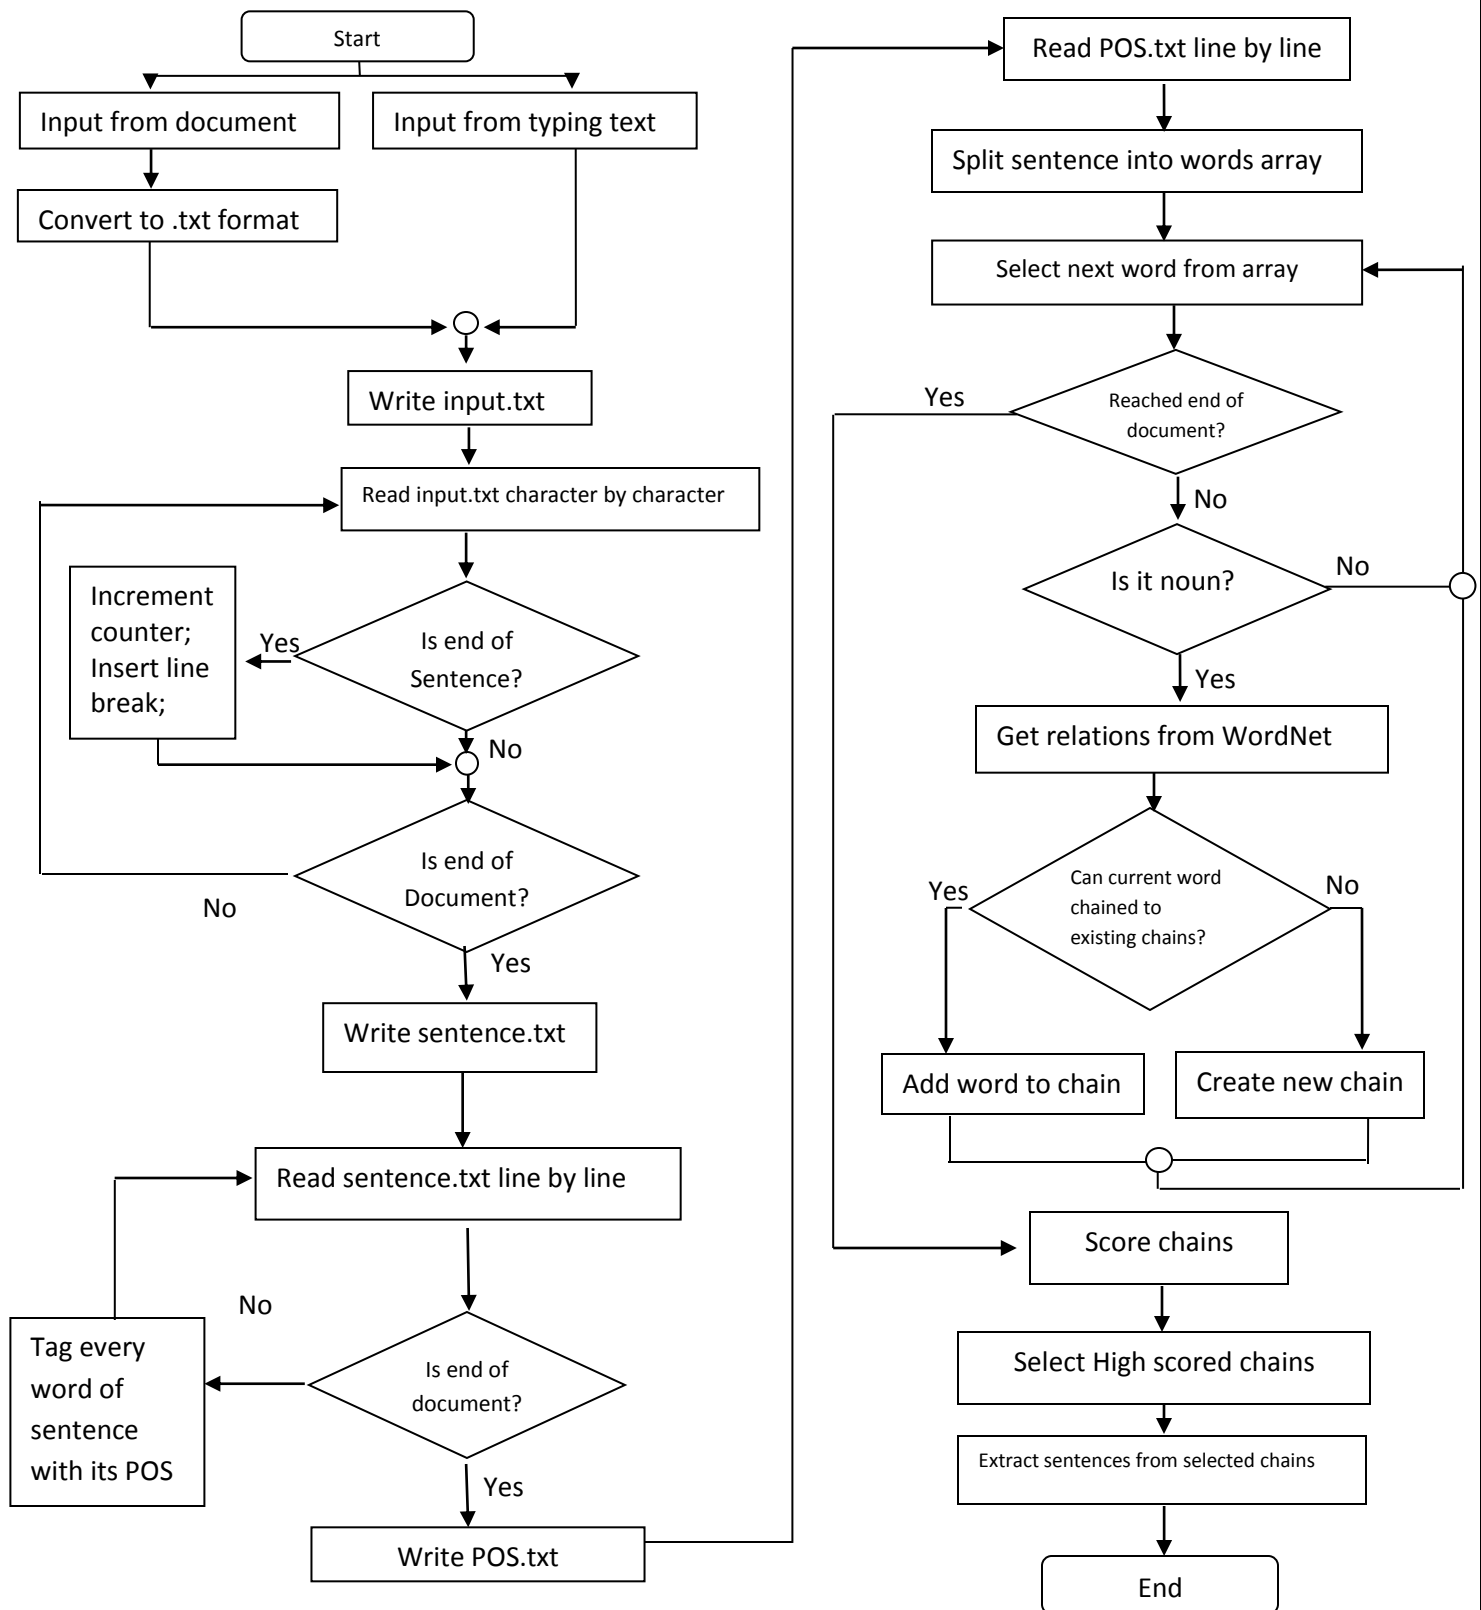 Start
Input from document
Input from typing text
Convert to .txt format
Write input.txt
Read input.txt character by character
Increment
counter;
Insert line
break;
Yes
Is end of
Sentence?
No
Is end of
Document?
No
Yes
Write sentence.txt
Read sentence.txt line by line
No
Tag every
word of
sentence
with its POS
Is end of
document?
Yes
Write POS.txt
Read POS.txt line by line
Split sentence into words array
Select next word from array
Yes
Reached end of
document?
No
Is it noun?
No
Yes
Get relations from WordNet
Yes
Can current word
chained to
existing chains?
No
Add word to chain
Create new chain
Score chains
Select High scored chains
Extract sentences from selected chains
End